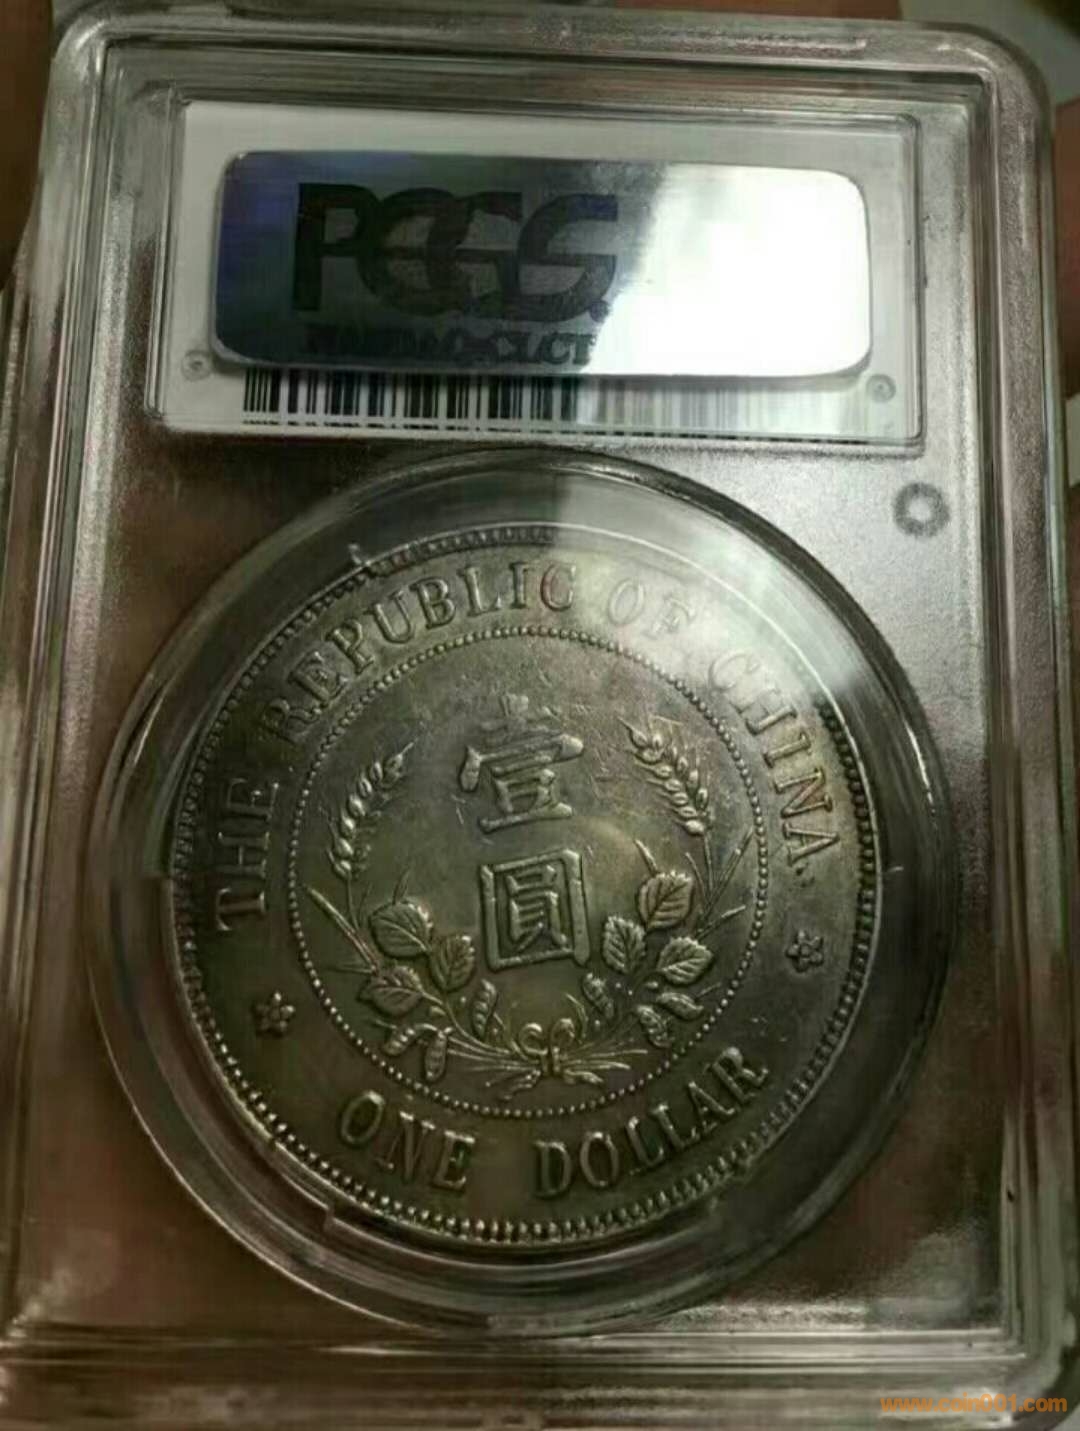 PCGS
THE REPUBLIC OF CHINA
壹
圓
ONE DOLLAR
www.coin001.com